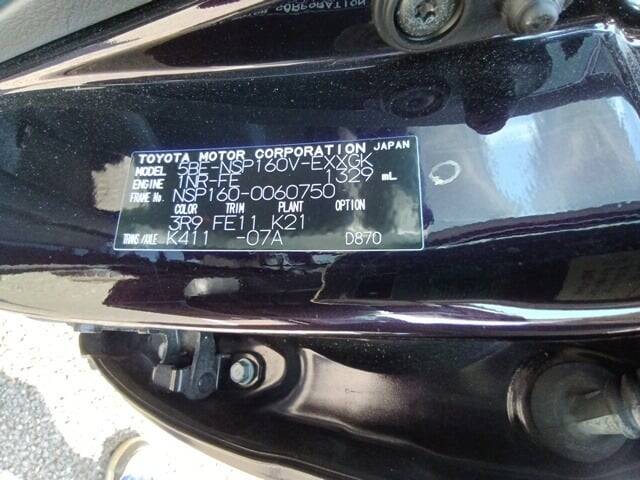 TOYOTA MOTOR CORPORATION JAPAN
MODEL 5BE-NSP160V-EXXGK
ENGINE 1NR-FE 1329 mL
FRAME No. NSP160-0060750
COLOR TRIM PLANT OPTION
3R9 FE11 K21
TRANS/AXLE K411 -07A D870